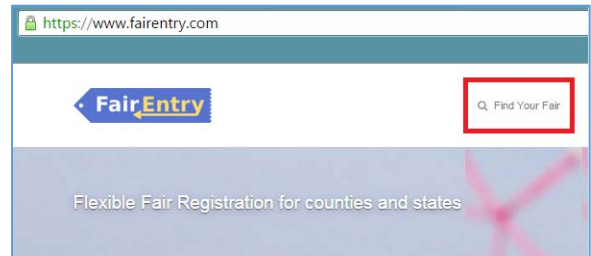 https://www.fairentry.com
FairEntry
Find Your Fair
Flexible Fair Registration for counties and states